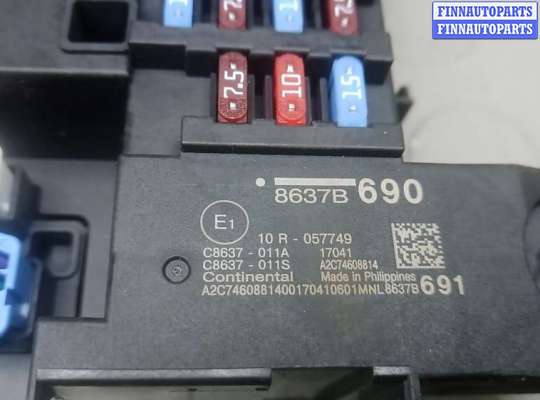 FINNAUTOPARTS
FINNAUTOPARTS
7.5 10 15
8637B 690
E1
10 R - 057749
C8637 - 011A 17041
C8637 - 011S A2C74608814
Continental Made in Philippines
A2C7460881400170410601MNL8637B 691